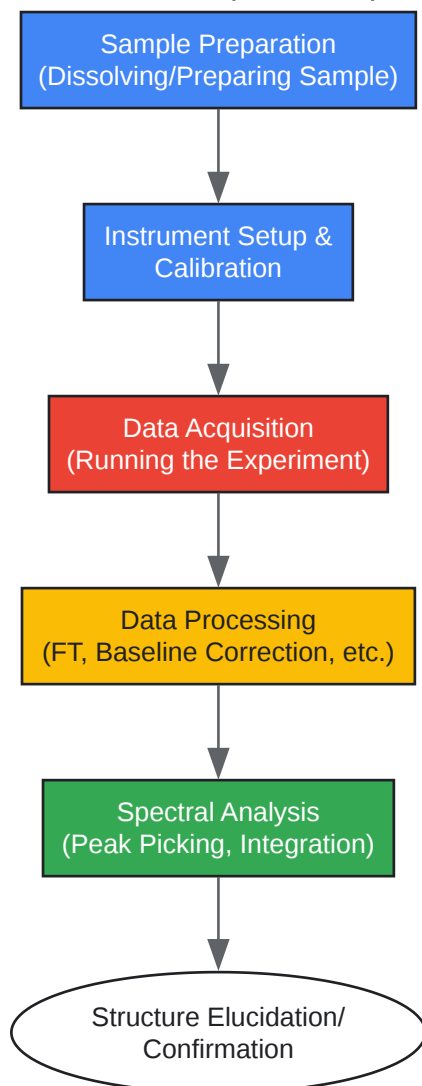 Sample Preparation
(Dissolving/Preparing Sample)
Instrument Setup &
Calibration
Data Acquisition
(Running the Experiment)
Data Processing
(FT, Baseline Correction, etc.)
Spectral Analysis
(Peak Picking, Integration)
Structure Elucidation/
Confirmation